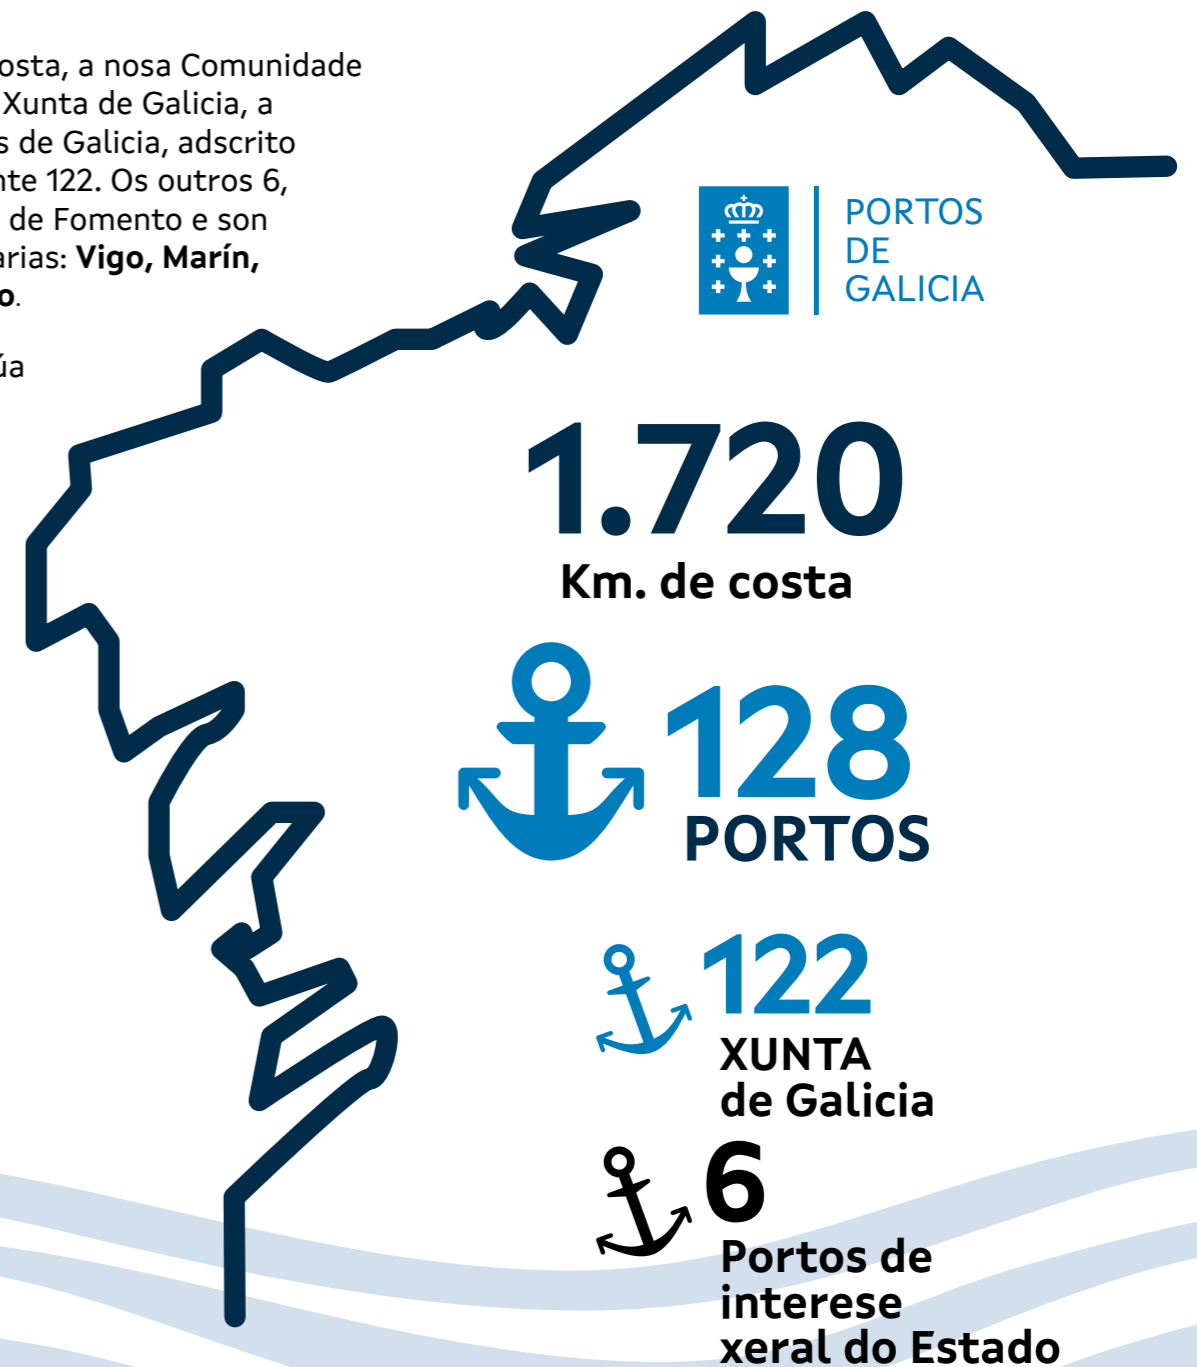 osta, a nosa Comunidade
Xunta de Galicia, a
s de Galicia, adscrito
nte 122. Os outros 6,
de Fomento e son
arias: Vigo, Marín,
o.
úa
PORTOS
DE
GALICIA
1.720
Km. de costa
128
PORTOS
122
XUNTA
de Galicia
6
Portos de
interese
xeral do Estado